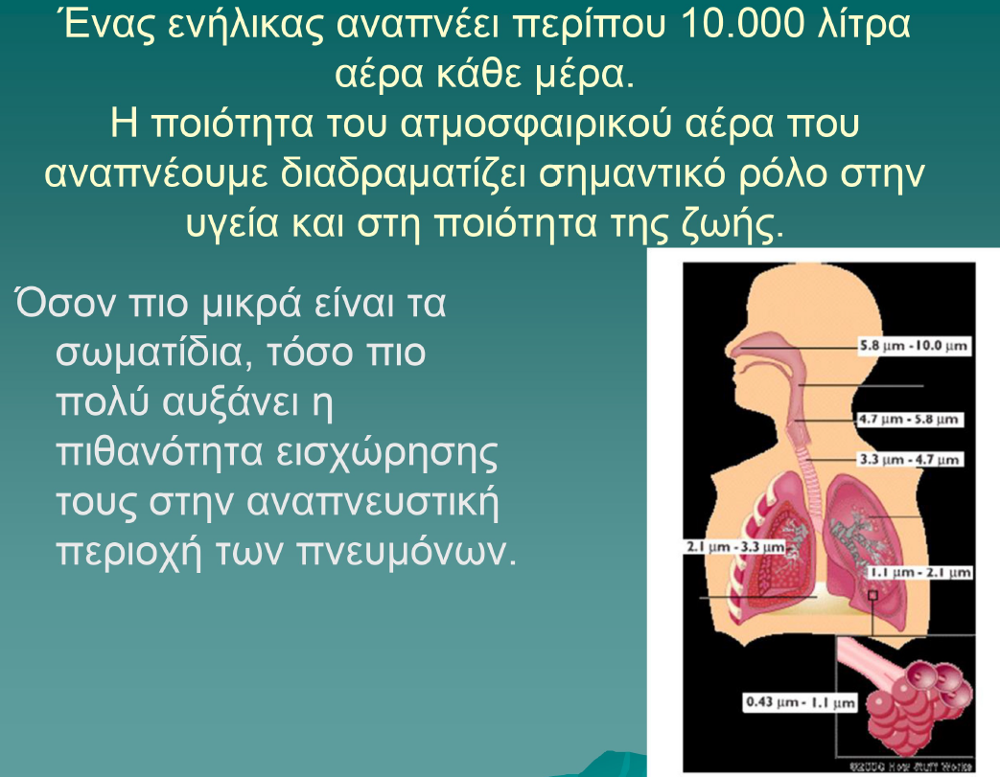 Ένας ενήλικας αναπνέει περίπου 10.000 λίτρα
αέρα κάθε μέρα.
Η ποιότητα του ατμοσφαιρικού αέρα που
αναπνέουμε διαδραματίζει σημαντικό ρόλο στην
υγεία και στη ποιότητα της ζωής.
Όσον πιο μικρά είναι τα
σωματίδια, τόσο πιο
πολύ αυξάνει η
πιθανότητα εισχώρησης
τους στην αναπνευστική
περιοχή των πνευμόνων.
5.8 μm - 10.0 μm
4.7 μm - 5.8 μm
3.3 μm - 4.7 μm
2.1 μm - 3.3 μm
1.1 μm - 2.1 μm
0.43 μm - 1.1 μm
©2000 How Stuff Works